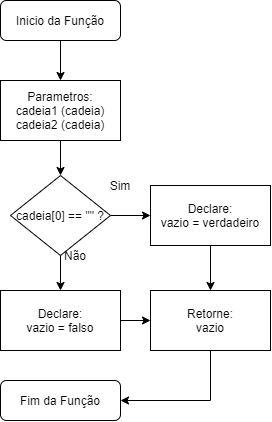 Inicio da Função
Parametros:
cadeia1 (cadeia)
cadeia2 (cadeia)
Sim
cadeia[0] == "" ?
Declare:
vazio = verdadeiro
Não
Declare:
vazio = falso
Retorne:
vazio
Fim da Função